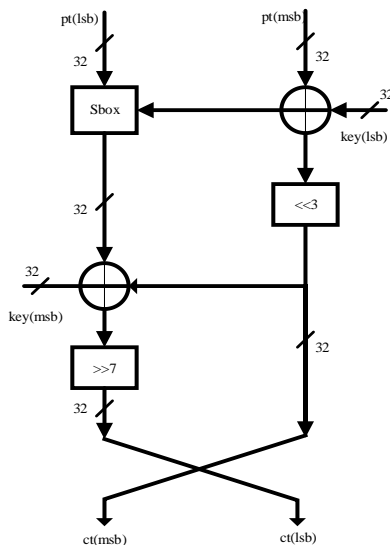 pt(lsb)
pt(msb)
32
32
Sbox
32
key(lsb)
<<3
32
32
key(msb)
32
>>7
32
ct(msb)
ct(lsb)